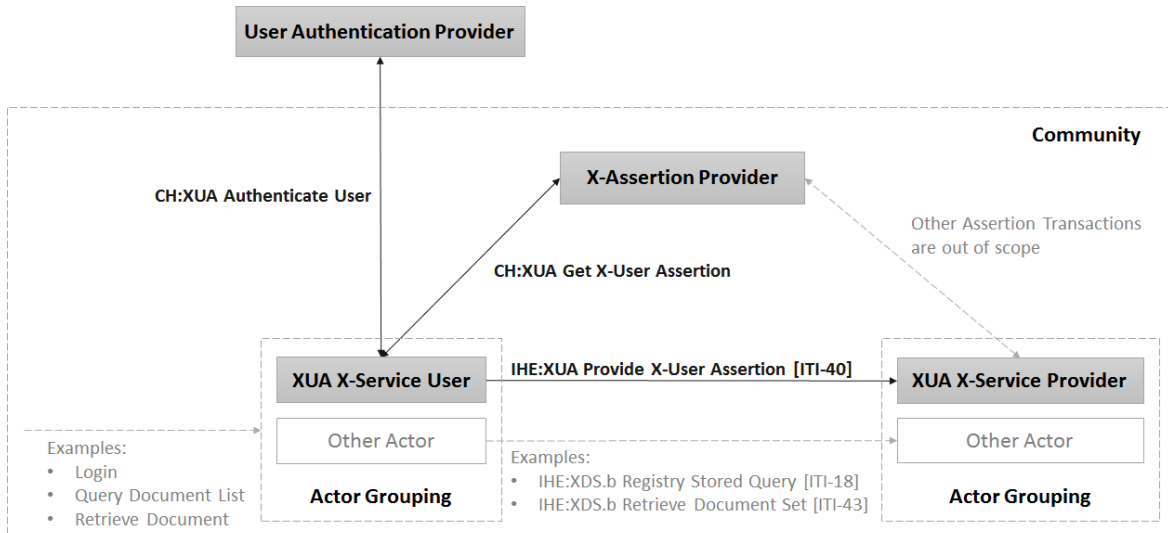 User Authentication Provider
Community
X-Assertion Provider
CH:XUA Authenticate User
Other Assertion Transactions
are out of scope
CH:XUA Get X-User Assertion
XUA X-Service User
IHE:XUA Provide X-User Assertion [ITI-40]
XUA X-Service Provider
Other Actor
Other Actor
Examples:
• Login
• Query Document List
• Retrieve Document
Actor Grouping
Examples:
• IHE:XDS.b Registry Stored Query [ITI-18]
• IHE:XDS.b Retrieve Document Set [ITI-43]
Actor Grouping